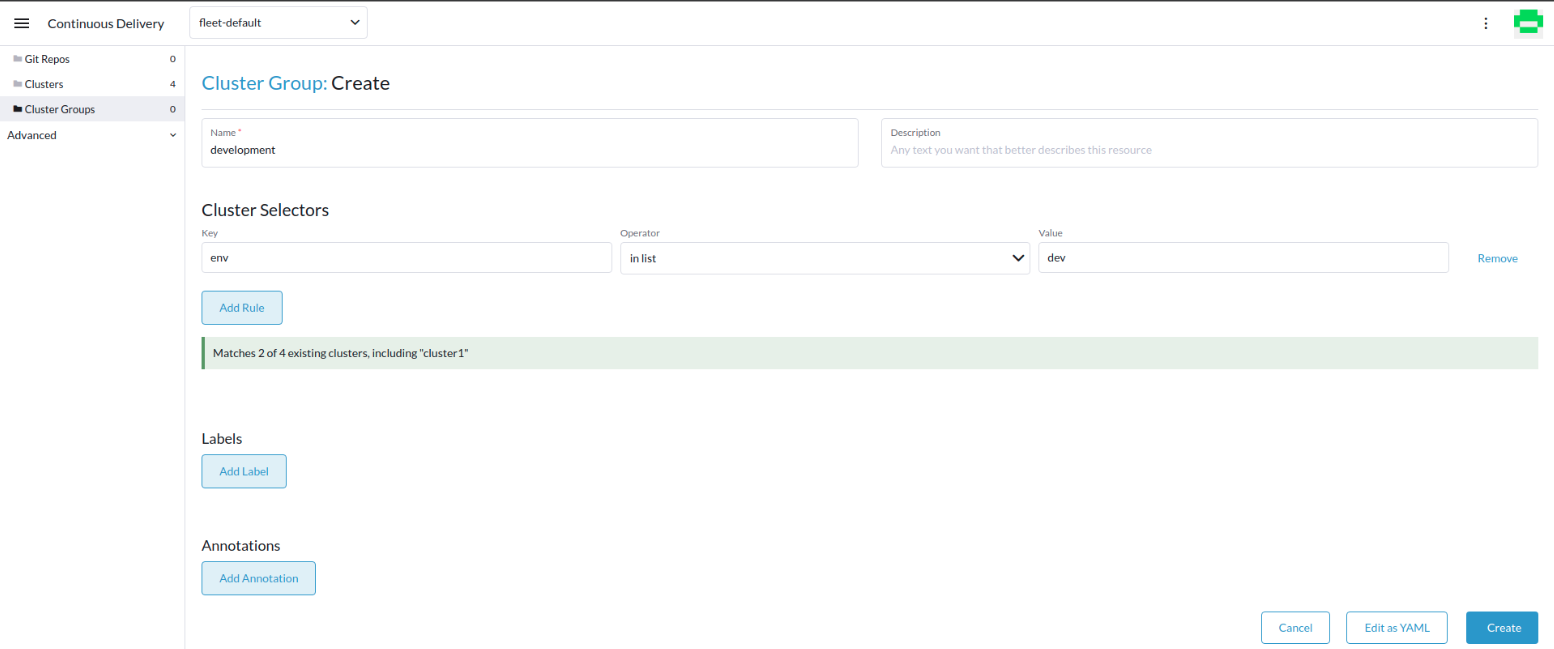 Continuous Delivery
fleet-default
Git Repos 0
Clusters 4
Cluster Groups 0
Advanced
Cluster Group: Create
Name *
development
Description
Any text you want that better describes this resource
Cluster Selectors
Key Operator Value
env in list dev Remove
Add Rule
Matches 2 of 4 existing clusters, including "cluster1"
Labels
Add Label
Annotations
Add Annotation
Cancel Edit as YAML Create